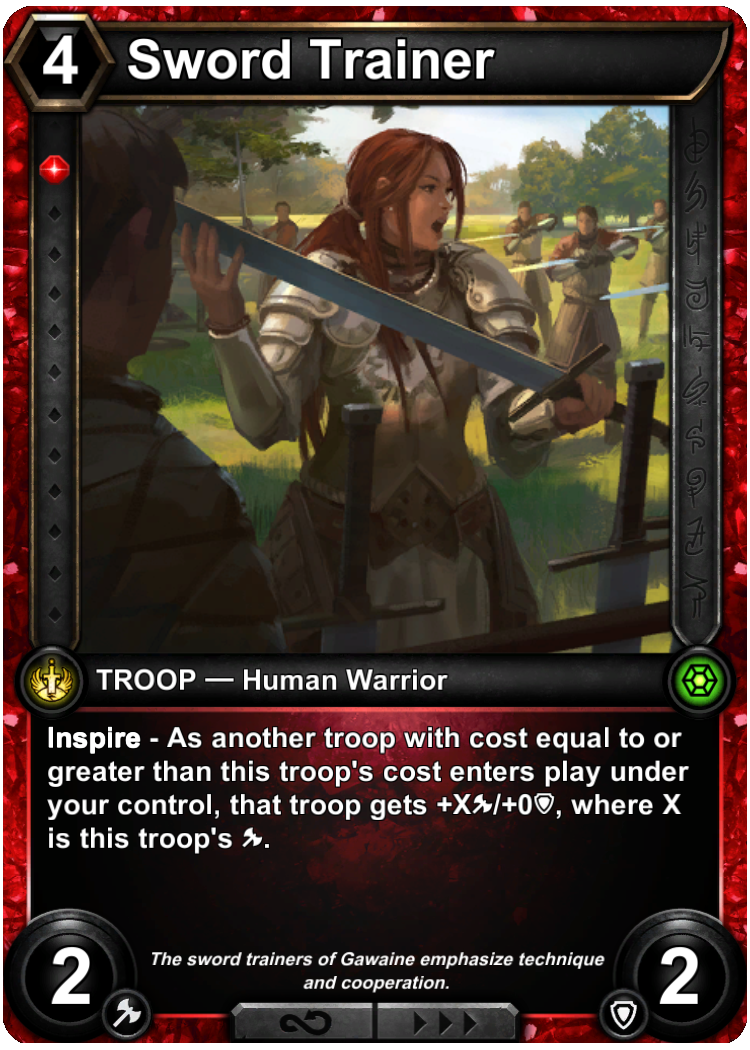 4 Sword Trainer
TROOP — Human Warrior
Inspire - As another troop with cost equal to or
greater than this troop's cost enters play under
your control, that troop gets +X/+0, where X
is this troop's .
The sword trainers of Gawaine emphasize technique
and cooperation.
2
2